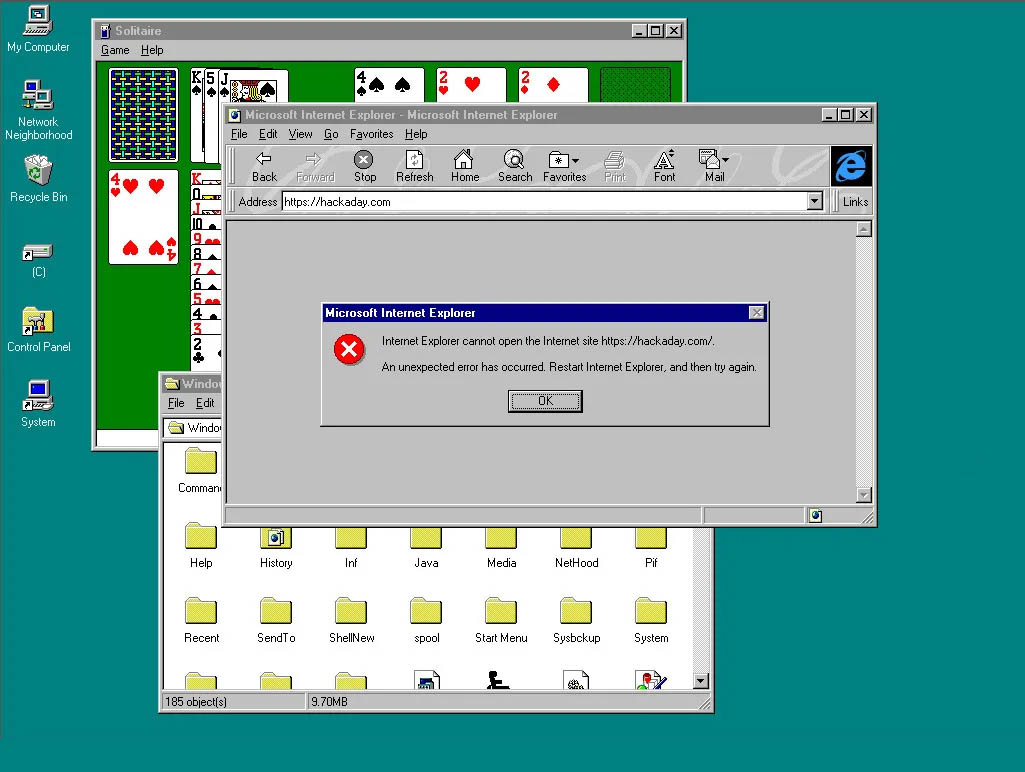 My Computer
Network
Neighborhood
Recycle Bin
(C)
Control Panel
System
Solitaire
Game Help
K 5 J 4 2 2
4
4
K
Q
J
10
9
8
7
6
5
4
3
2
Microsoft Internet Explorer - Microsoft Internet Explorer
File Edit View Go Favorites Help
Back Forward Stop Refresh Home Search Favorites Print Font Mail
Address https://hackaday.com Links
Microsoft Internet Explorer
Internet Explorer cannot open the Internet site https://hackaday.com/.
An unexpected error has occurred. Restart Internet Explorer, and then try again.
OK
File Edit
Help History Inf Java Media NetHood Pif
Recent SendTo ShellNew spool Start Menu Sysbckup System
185 object(s) 9.70MB